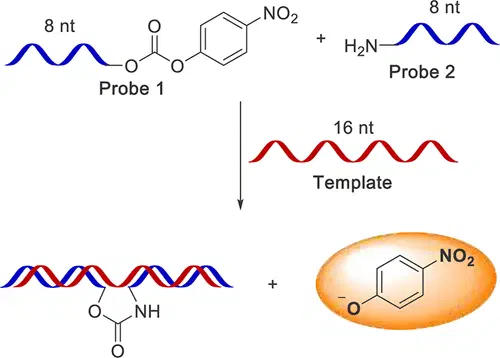 8 nt
O
O
O
NO₂
Probe 1
+
H₂N
8 nt
Probe 2
16 nt
Template
O
NH
O
+
⁻O
NO₂